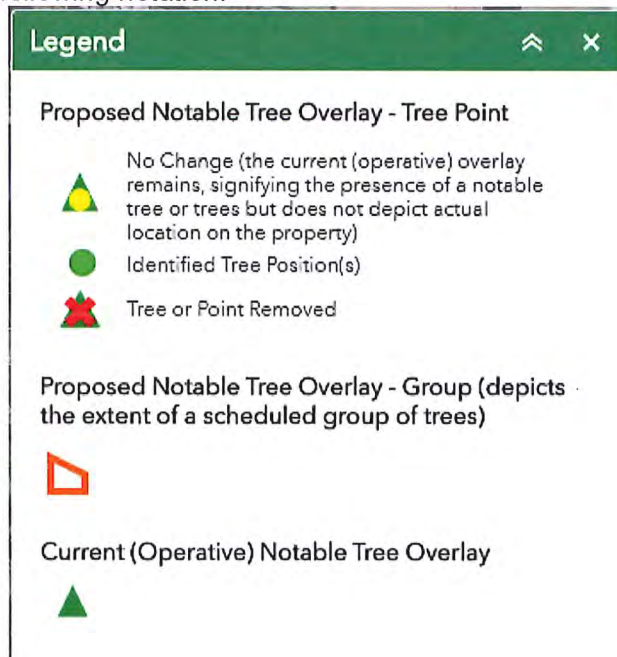 Legend
Proposed Notable Tree Overlay - Tree Point
No Change (the current (operative) overlay
remains, signifying the presence of a notable
tree or trees but does not depict actual
location on the property)
Identified Tree Position(s)
Tree or Point Removed
Proposed Notable Tree Overlay - Group (depicts
the extent of a scheduled group of trees)
Current (Operative) Notable Tree Overlay